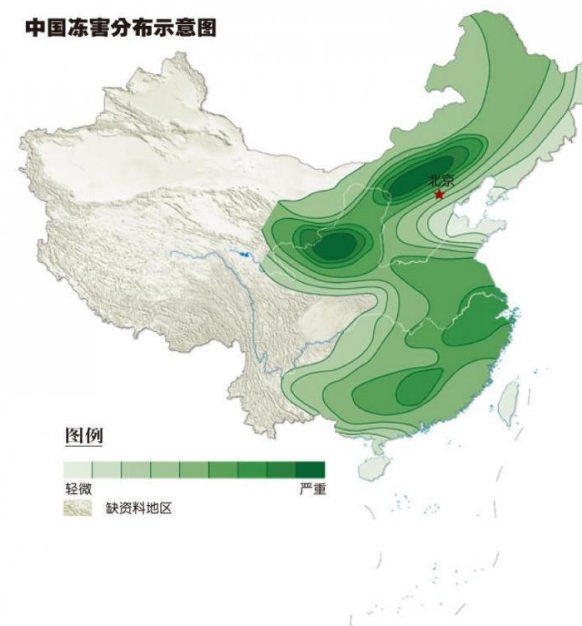 中国冻害分布示意图
北京
图例
轻微
严重
缺资料地区